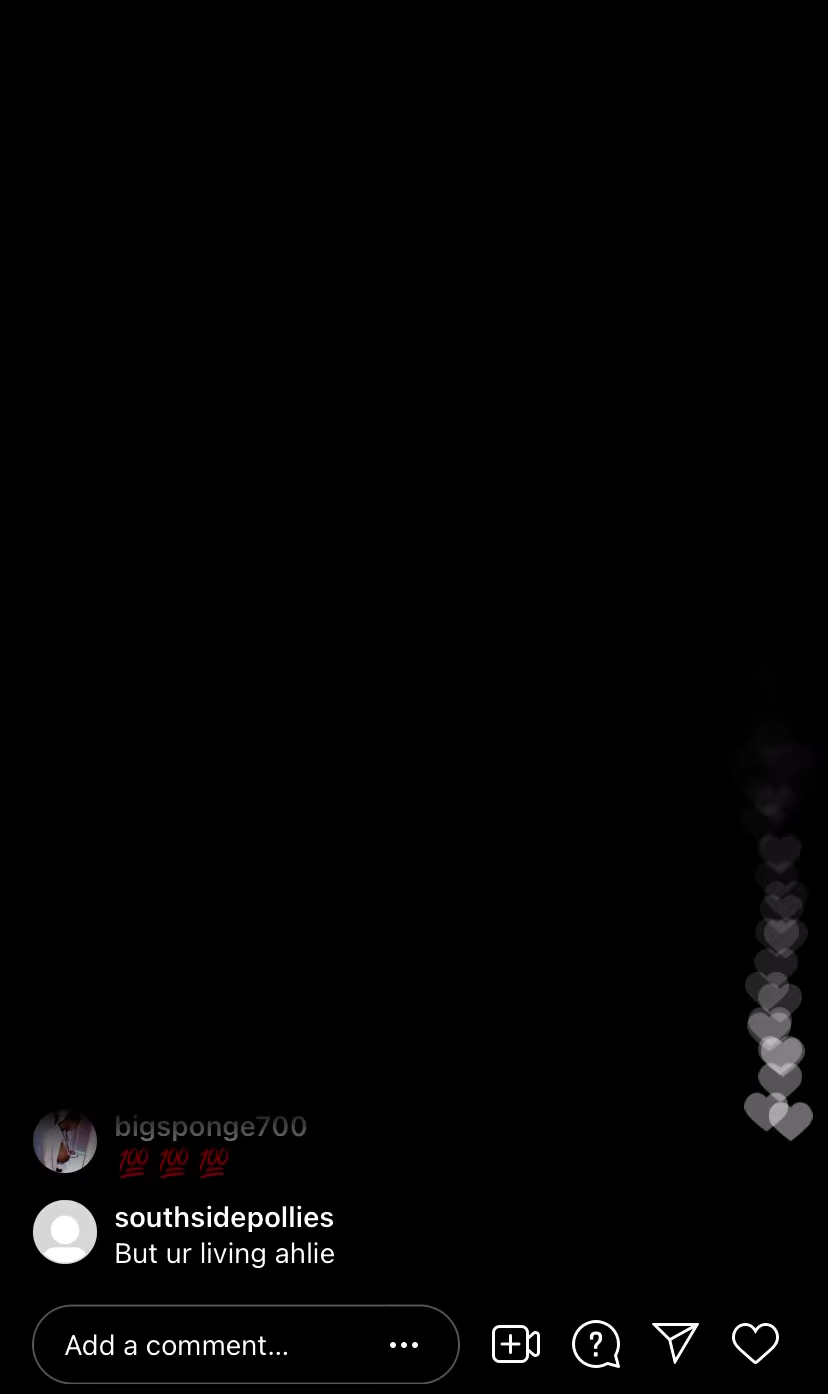 bigsponge700
💯 💯 💯
southsidepollies
But ur living ahlie
Add a comment...